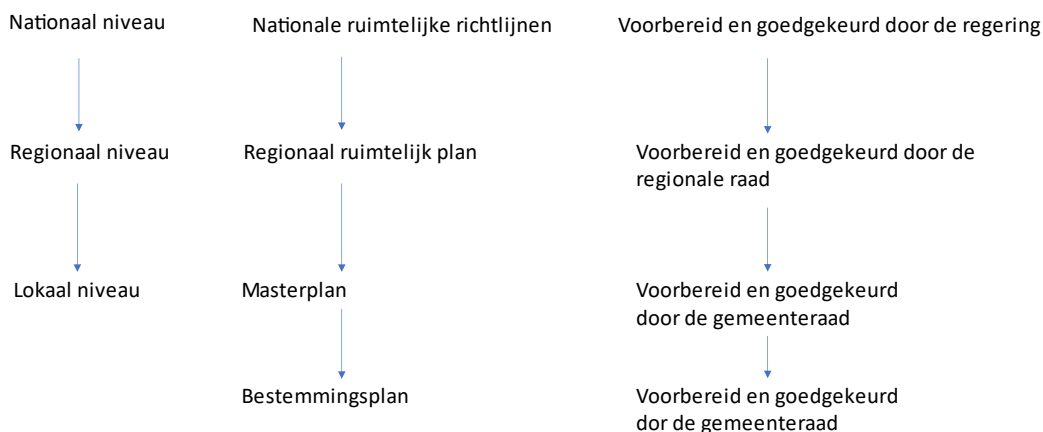 Nationaal niveau
Nationale ruimtelijke richtlijnen
Voorbereid en goedgekeurd door de regering
Regionaal niveau
Regionaal ruimtelijk plan
Voorbereid en goedgekeurd door de
regionale raad
Lokaal niveau
Masterplan
Voorbereid en goedgekeurd
door de gemeenteraad
Bestemmingsplan
Voorbereid en goedgekeurd
dor de gemeenteraad